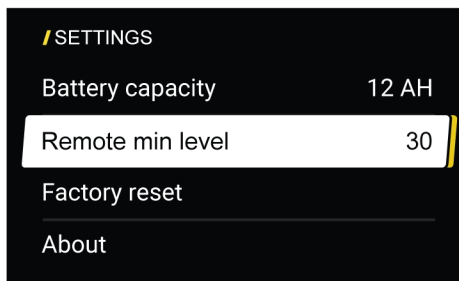 SETTINGS
Battery capacity 12 AH
Remote min level 30
Factory reset
About